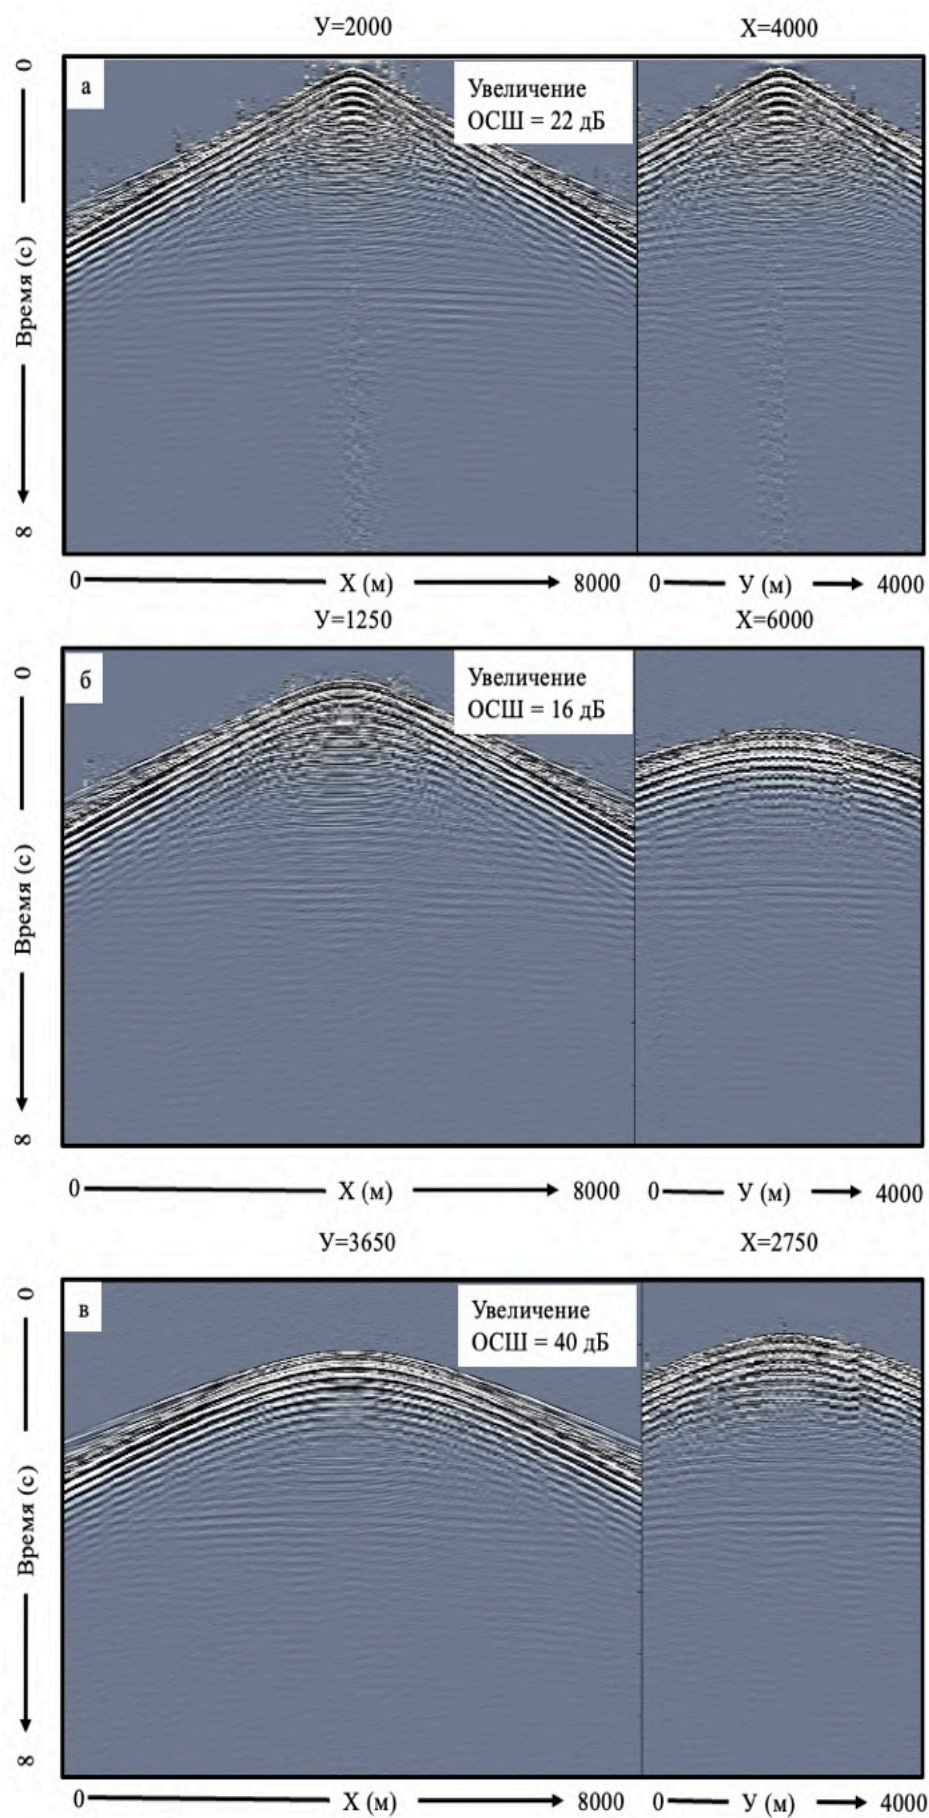 У=2000 Х=4000
0
Время (с)
8
а
Увеличение
ОСШ = 22 дБ
0 Х (м) 8000 0 У (м) 4000
У=1250 Х=6000
0
Время (с)
8
б
Увеличение
ОСШ = 16 дБ
0 Х (м) 8000 0 У (м) 4000
У=3650 Х=2750
0
Время (с)
8
в
Увеличение
ОСШ = 40 дБ
0 Х (м) 8000 0 У (м) 4000